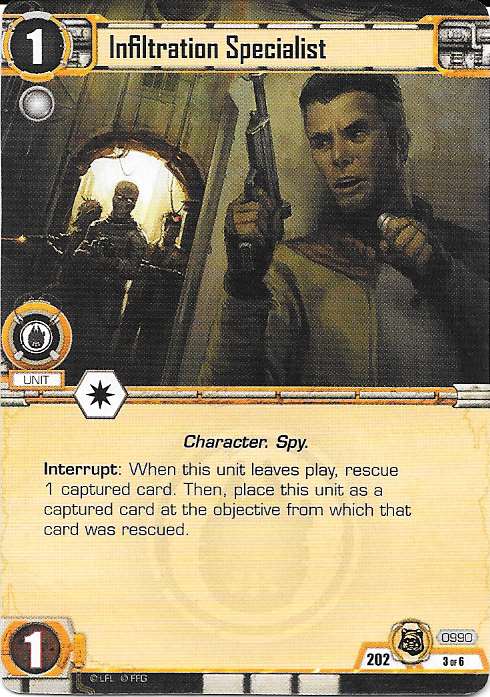 1
Infiltration Specialist
UNIT
Character. Spy.
Interrupt: When this unit leaves play, rescue
1 captured card. Then, place this unit as a
captured card at the objective from which that
card was rescued.
1
© LFL © FFG
202
3 OF 6
0990